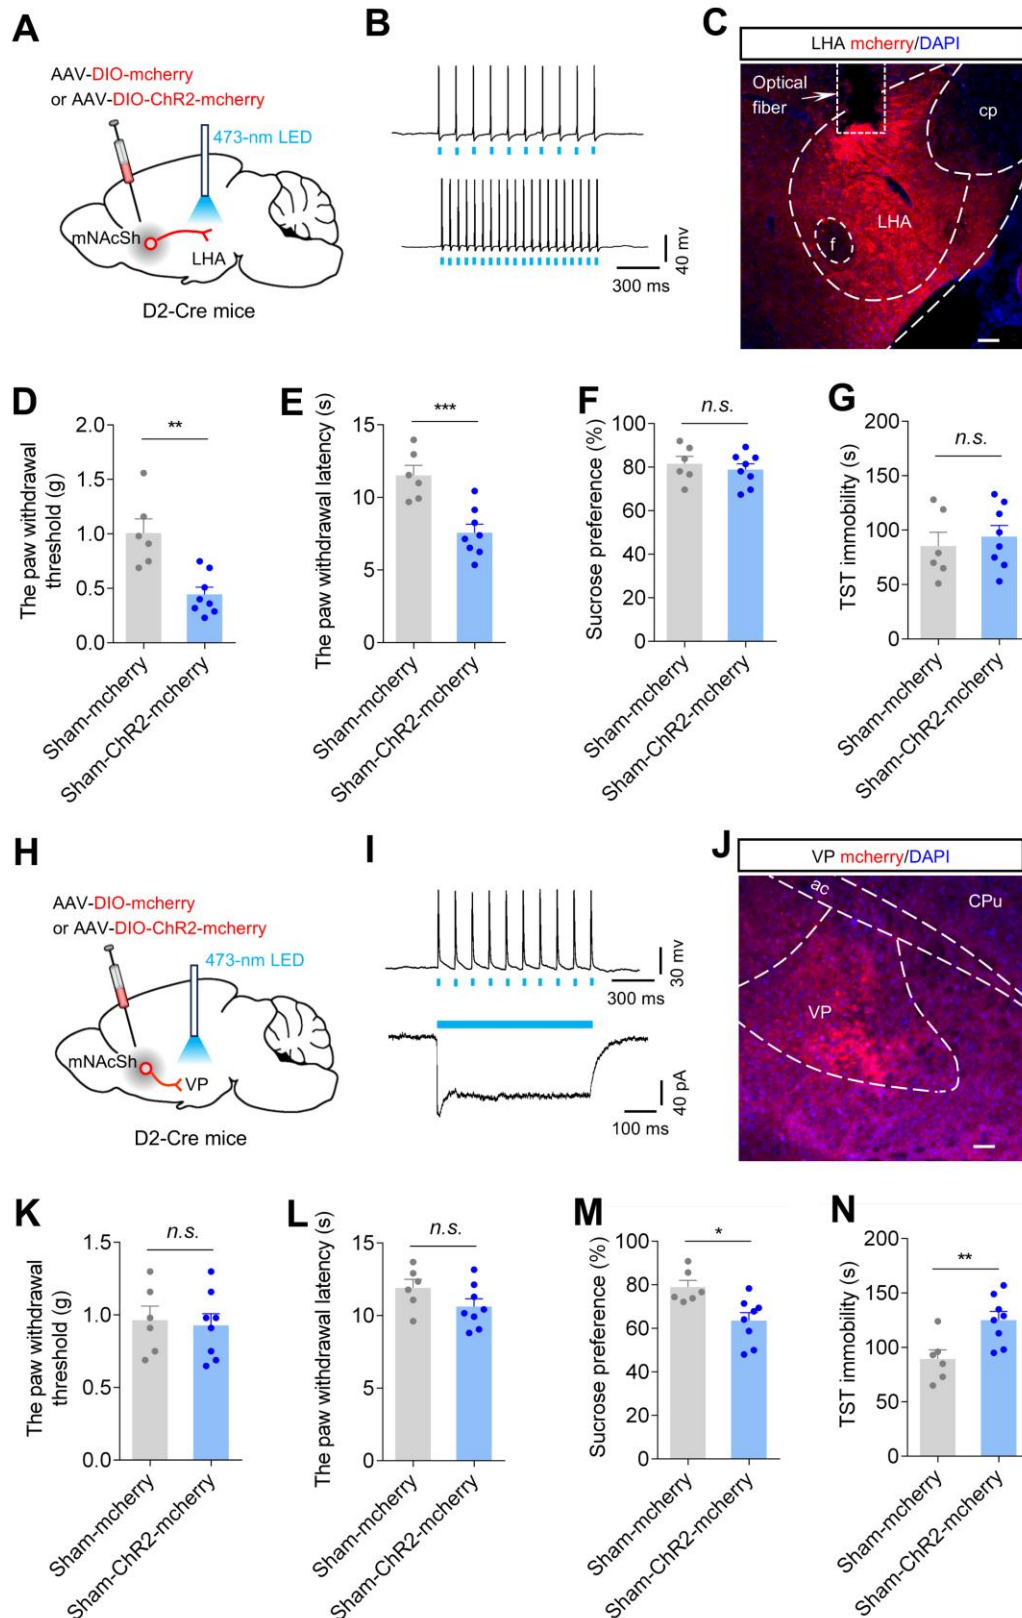 A
AAV-DIO-mcherry
or AAV-DIO-ChR2-mcherry
473-nm LED
mNAcSh
LHA
D2-Cre mice
B
40 mv
300 ms
C
LHA mcherry/DAPI
Optical
fiber
cp
LHA
f
D
The paw withdrawal
threshold (g)
2.0
1.5
1.0
0.5
0.0
**
Sham-mcherry
Sham-ChR2-mcherry
E
The paw withdrawal latency (s)
15
10
5
0
***
Sham-mcherry
Sham-ChR2-mcherry
F
Sucrose preference (%)
100
80
60
40
20
0
n.s.
Sham-mcherry
Sham-ChR2-mcherry
G
TST immobility (s)
200
150
100
50
0
n.s.
Sham-mcherry
Sham-ChR2-mcherry
H
AAV-DIO-mcherry
or AAV-DIO-ChR2-mcherry
473-nm LED
mNAcSh
VP
D2-Cre mice
I
30 mv
300 ms
40 pA
100 ms
J
VP mcherry/DAPI
ac
CPu
VP
K
The paw withdrawal
threshold (g)
1.5
1.0
0.5
0.0
n.s.
Sham-mcherry
Sham-ChR2-mcherry
L
The paw withdrawal latency (s)
15
10
5
0
n.s.
Sham-mcherry
Sham-ChR2-mcherry
M
Sucrose preference (%)
100
80
60
40
20
0
*
Sham-mcherry
Sham-ChR2-mcherry
N
TST immobility (s)
200
150
100
50
0
**
Sham-mcherry
Sham-ChR2-mcherry